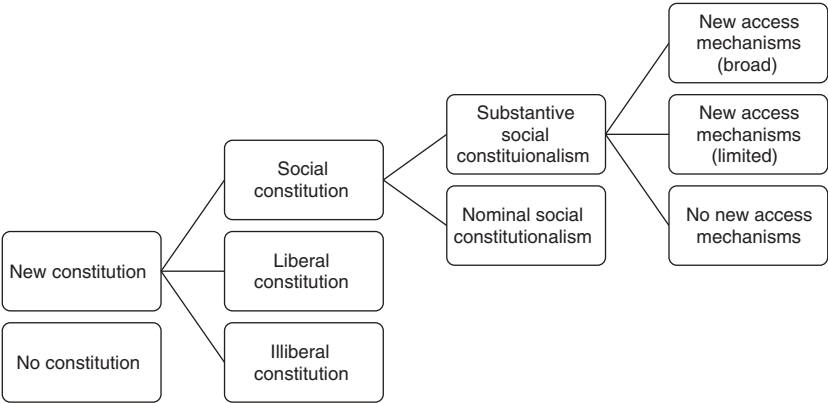 New constitution
No constitution
Social
constitution
Liberal
constitution
Illiberal
constitution
Substantive
social
constituionalism
Nominal social
constitutionalism
New access
mechanisms
(broad)
New access
mechanisms
(limited)
No new access
mechanisms